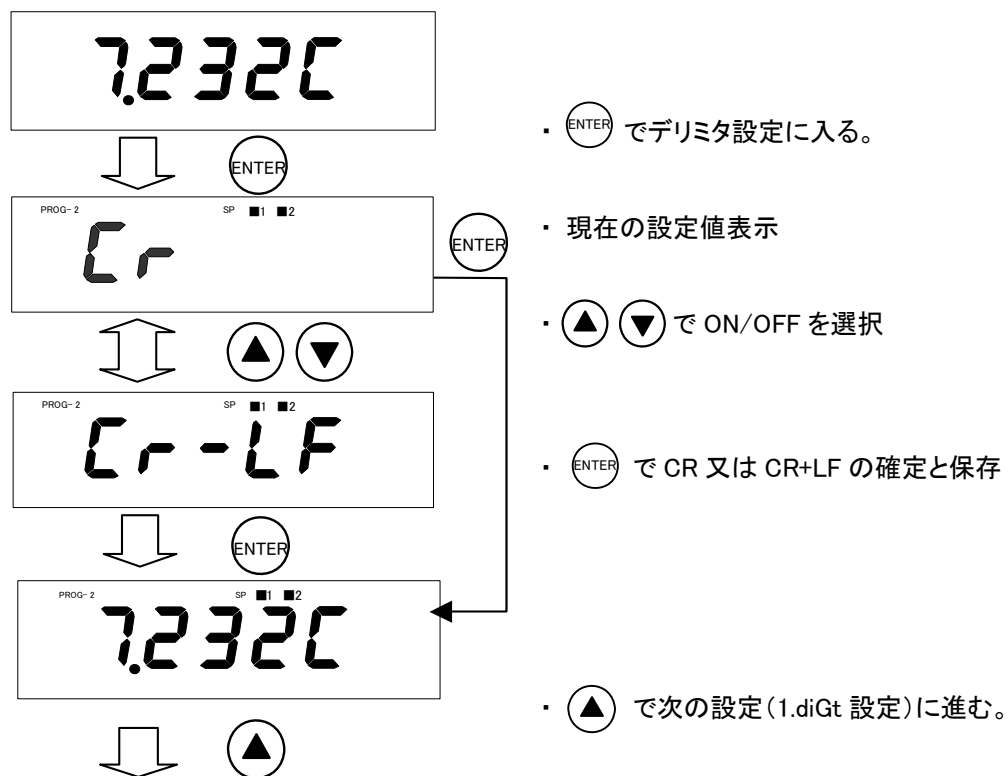 7.232C
・ ENTER でデリミタ設定に入る。
ENTER
PROG-2 SP ■1 ■2
Cr
ENTER
・ 現在の設定値表示
・ ▲ ▼ で ON/OFF を選択
▲ ▼
PROG-2 SP ■1 ■2
Cr-LF
・ ENTER で CR 又は CR+LF の確定と保存
ENTER
PROG-2 SP ■1 ■2
7.232C
・ ▲ で次の設定(1.diGt 設定)に進む。
▲